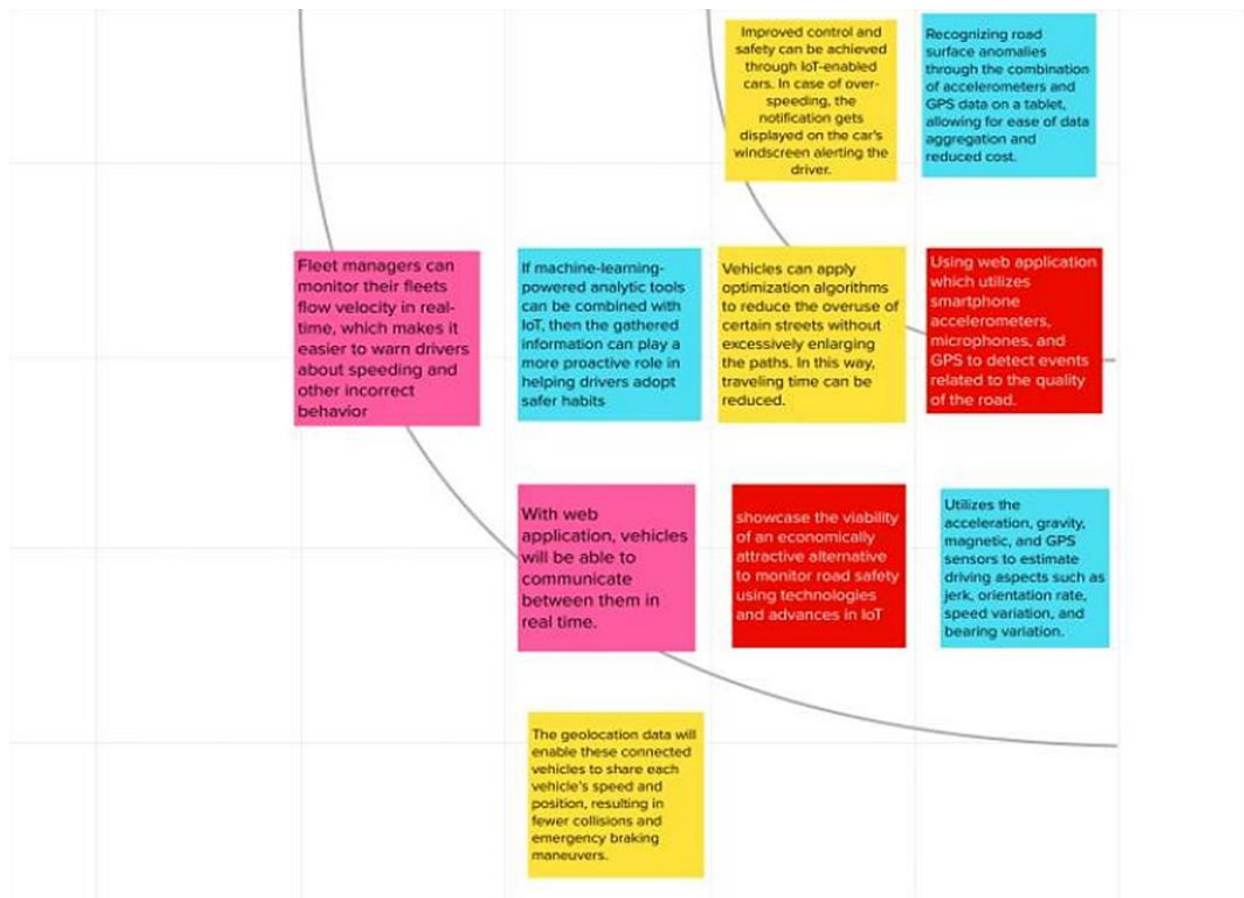 Improved control and
safety can be achieved
through IoT-enabled
cars. In case of over-
speeding, the
notification gets
displayed on the car's
windscreen alerting the
driver.
Recognizing road
surface anomalies
through the combination
of accelerometers and
GPS data on a tablet,
allowing for ease of data
aggregation and
reduced cost.
Fleet managers can
monitor their fleets
flow velocity in real-
time, which makes it
easier to warn drivers
about speeding and
other incorrect
behavior
If machine-learning-
powered analytic tools
can be combined with
IoT, then the gathered
information can play a
more proactive role in
helping drivers adopt
safer habits
Vehicles can apply
optimization algorithms
to reduce the overuse of
certain streets without
excessively enlarging
the paths. In this way,
traveling time can be
reduced.
Using web application
which utilizes
smartphone
accelerometers,
microphones, and
GPS to detect events
related to the quality
of the road.
With web
application, vehicles
will be able to
communicate
between them in
real time.
showcase the viability
of an economically
attractive alternative
to monitor road safety
using technologies
and advances in IoT
Utilizes the
acceleration, gravity,
magnetic, and GPS
sensors to estimate
driving aspects such as
jerk, orientation rate,
speed variation, and
bearing variation.
The geolocation data will
enable these connected
vehicles to share each
vehicle's speed and
position, resulting in
fewer collisions and
emergency braking
maneuvers.